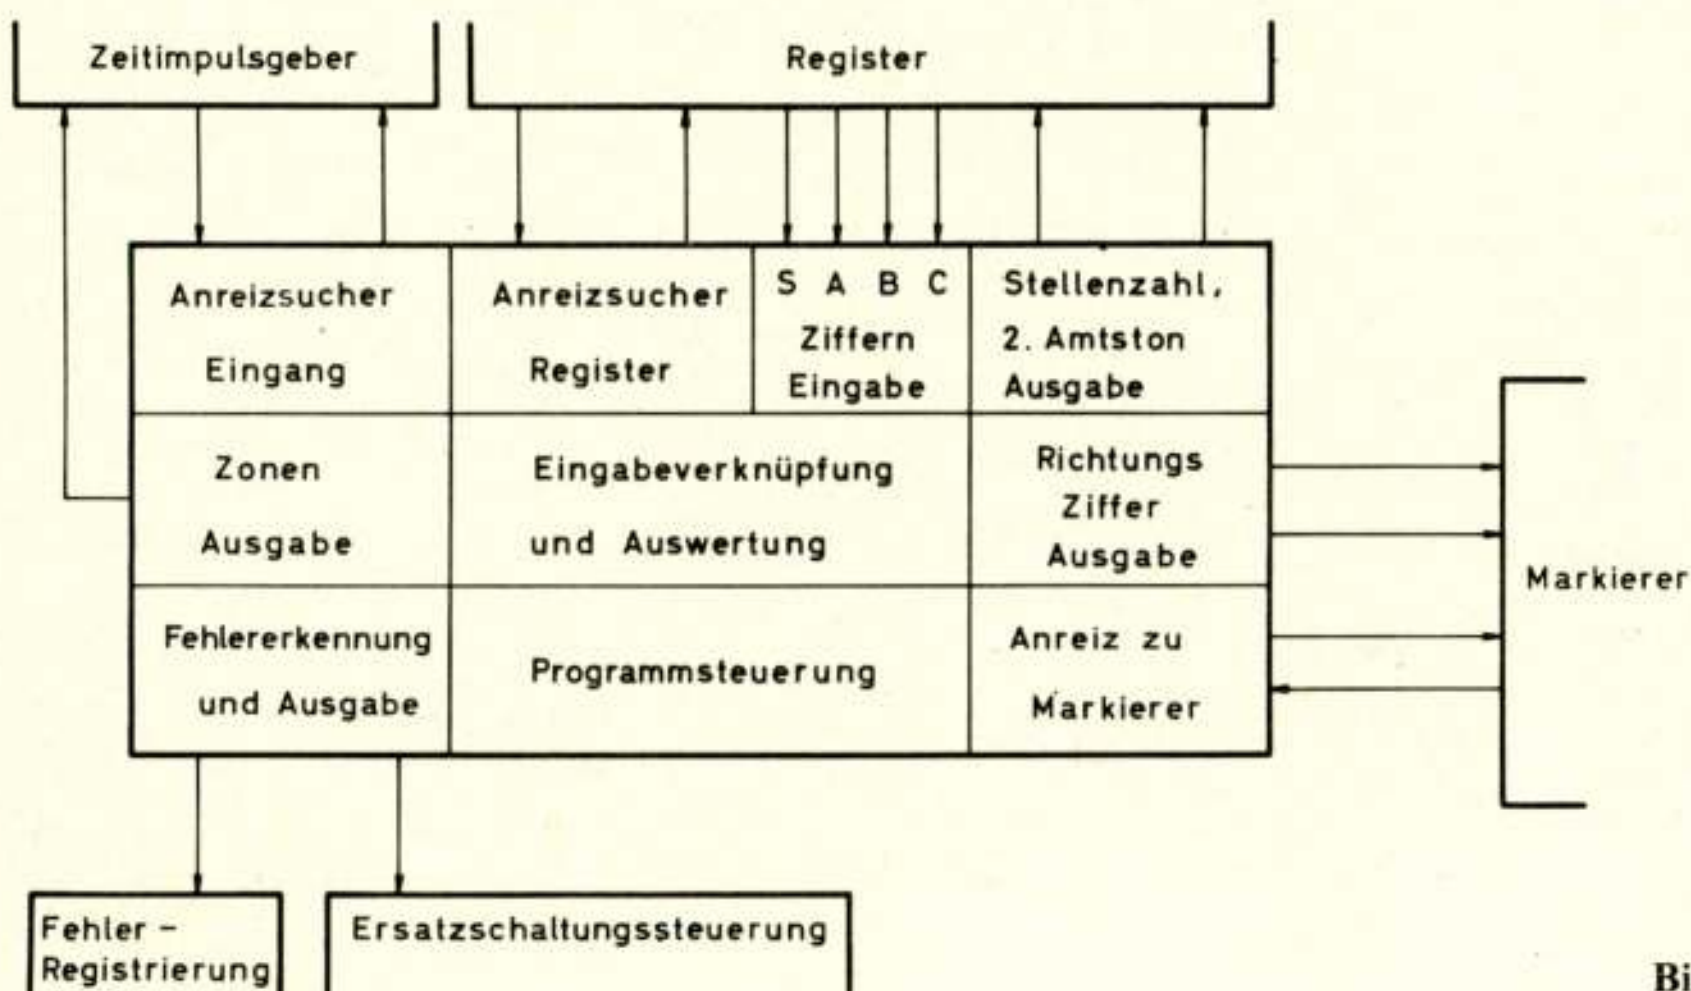 Zeitimpulsgeber
Register
Anreizsucher
Eingang
Anreizsucher
Register
S A B C
Ziffern
Eingabe
Stellenzahl,
2. Amtston
Ausgabe
Zonen
Ausgabe
Eingabeverknüpfung
und Auswertung
Richtungs
Ziffer
Ausgabe
Markierer
Fehlererkennung
und Ausgabe
Programmsteuerung
Anreiz zu
Markierer
Fehler –
Registrierung
Ersatzschaltungssteuerung
Bi